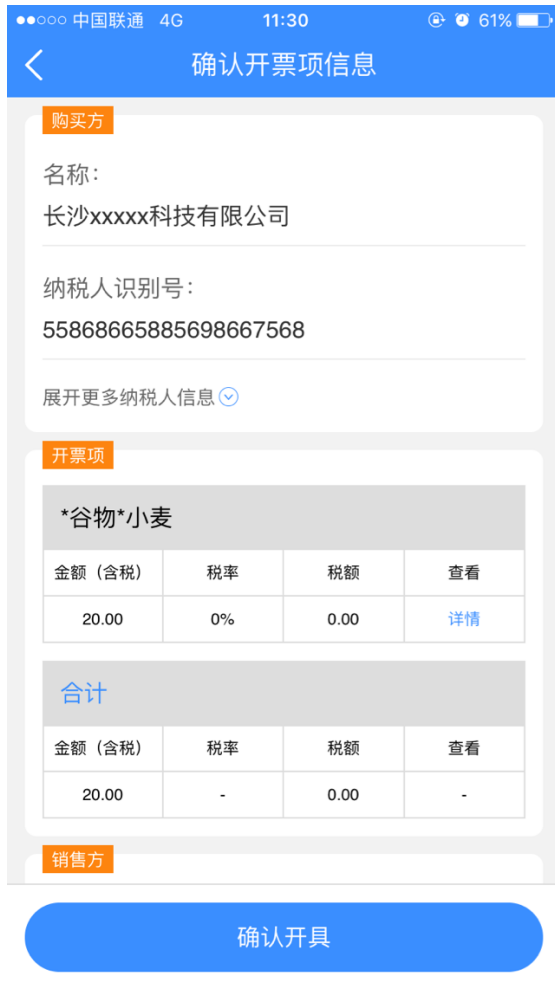 中国联通 4G 11:30 61%
确认开票项信息
购买方
名称：
长沙xxxxx科技有限公司
纳税人识别号：
55868665885698667568
展开更多纳税人信息
开票项
*谷物*小麦
金额（含税） 税率 税额 查看
20.00 0% 0.00 详情
合计
金额（含税） 税率 税额 查看
20.00 - 0.00 -
销售方
确认开具